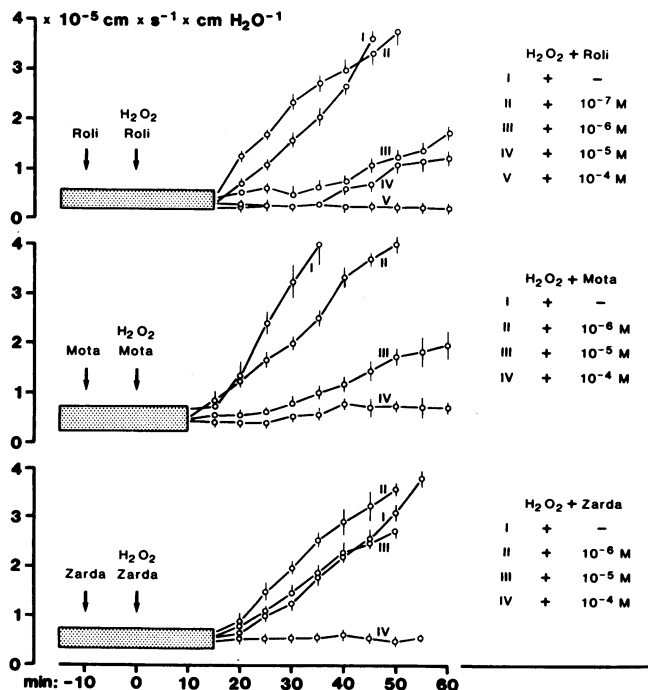 4 × 10⁻⁵ cm × s⁻¹ × cm H₂O⁻¹
3
2
1
0
Roli
H₂O₂
Roli
I
II
III
IV
V
H₂O₂ + Roli
I + –
II + 10⁻⁷ M
III + 10⁻⁶ M
IV + 10⁻⁵ M
V + 10⁻⁴ M
4
3
2
1
0
Mota
H₂O₂
Mota
I
II
III
IV
H₂O₂ + Mota
I + –
II + 10⁻⁶ M
III + 10⁻⁵ M
IV + 10⁻⁴ M
4
3
2
1
0
Zarda
H₂O₂
Zarda
II
I
III
IV
H₂O₂ + Zarda
I + –
II + 10⁻⁶ M
III + 10⁻⁵ M
IV + 10⁻⁴ M
min: -10 0 10 20 30 40 50 60